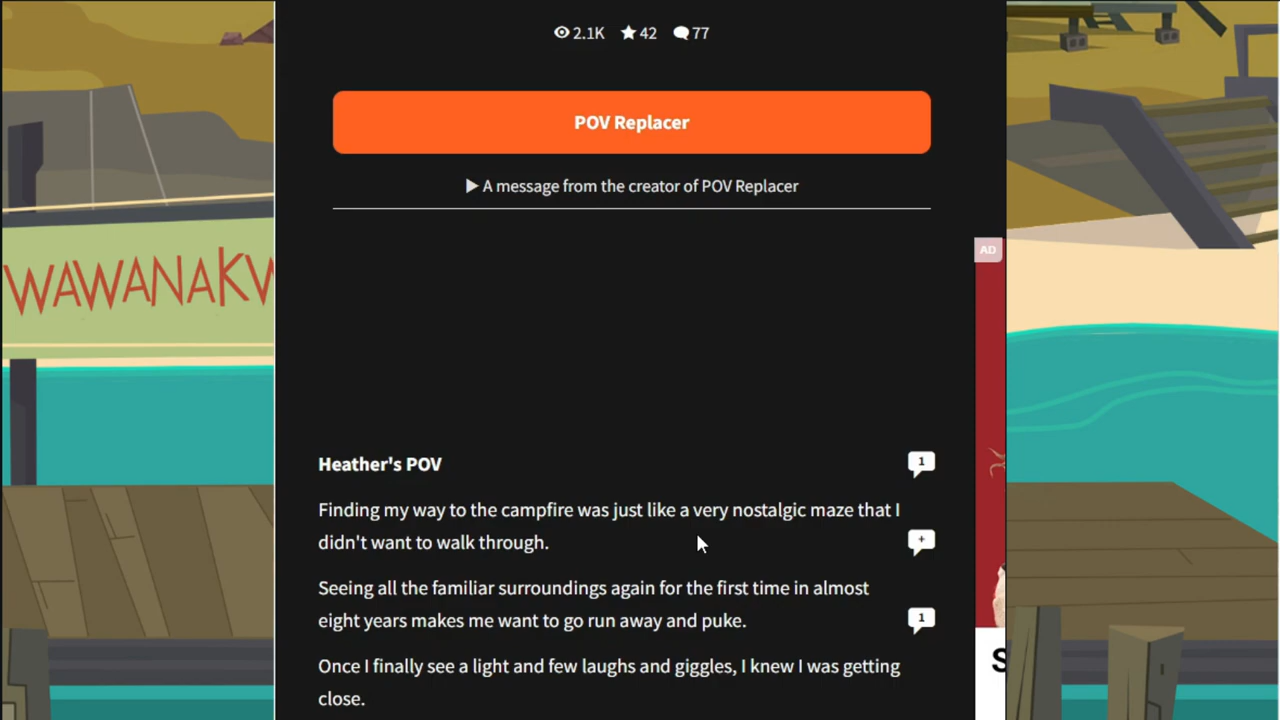 2.1K 42 77
POV Replacer
▶ A message from the creator of POV Replacer
AD
WAWANAKW
Heather's POV
1
Finding my way to the campfire was just like a very nostalgic maze that I
didn't want to walk through.
+
Seeing all the familiar surroundings again for the first time in almost
eight years makes me want to go run away and puke.
1
Once I finally see a light and few laughs and giggles, I knew I was getting
close.
S